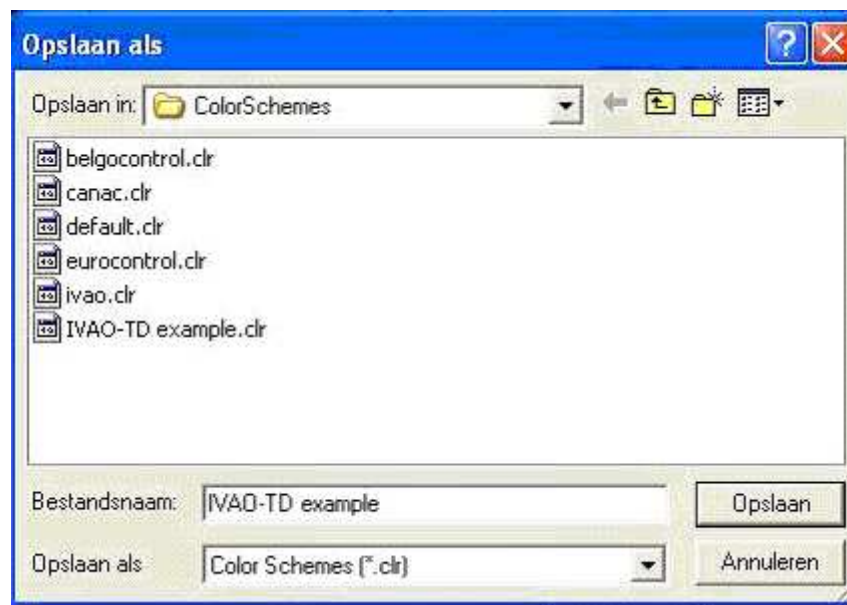 Opslaan als
Opslaan in: ColorSchemes
belgocontrol.clr
canac.clr
default.clr
eurocontrol.clr
ivao.clr
IVAO-TD example.clr
Bestandsnaam: IVAO-TD example Opslaan
Opslaan als Color Schemes (*.clr) Annuleren